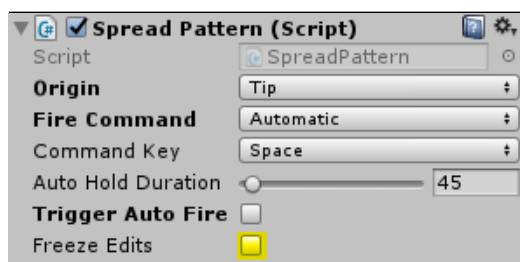 Spread Pattern (Script)
Script SpreadPattern
Origin Tip
Fire Command Automatic
Command Key Space
Auto Hold Duration 45
Trigger Auto Fire
Freeze Edits